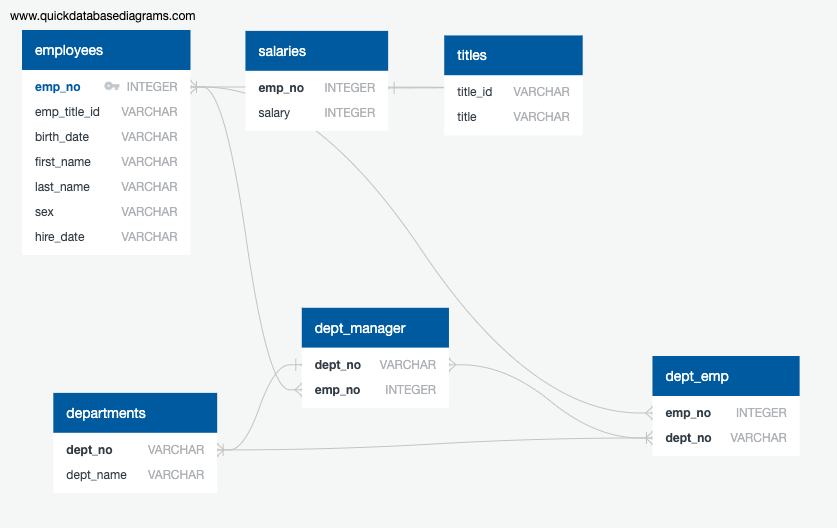 www.quickdatabasediagrams.com
employees
emp_no INTEGER
emp_title_id VARCHAR
birth_date VARCHAR
first_name VARCHAR
last_name VARCHAR
sex VARCHAR
hire_date VARCHAR
salaries
emp_no INTEGER
salary INTEGER
titles
title_id VARCHAR
title VARCHAR
dept_manager
dept_no VARCHAR
emp_no INTEGER
departments
dept_no VARCHAR
dept_name VARCHAR
dept_emp
emp_no INTEGER
dept_no VARCHAR